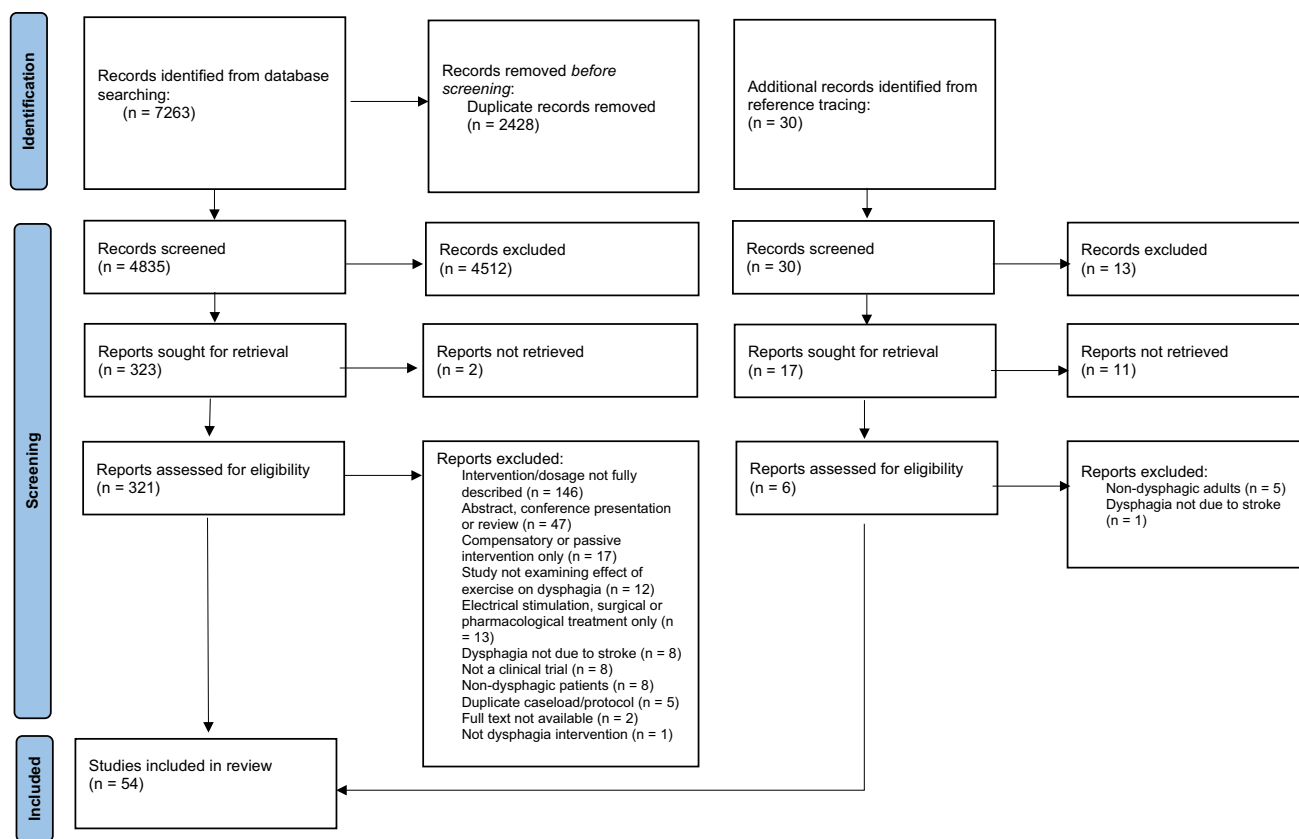 Identification
Records identified from database
searching:
(n = 7263)
Records removed before
screening:
Duplicate records removed
(n = 2428)
Additional records identified from
reference tracing:
(n = 30)
Screening
Records screened
(n = 4835)
Records excluded
(n = 4512)
Records screened
(n = 30)
Records excluded
(n = 13)
Reports sought for retrieval
(n = 323)
Reports not retrieved
(n = 2)
Reports sought for retrieval
(n = 17)
Reports not retrieved
(n = 11)
Reports assessed for eligibility
(n = 321)
Reports excluded:
Intervention/dosage not fully
described (n = 146)
Abstract, conference presentation
or review (n = 47)
Compensatory or passive
intervention only (n = 17)
Study not examining effect of
exercise on dysphagia (n = 12)
Electrical stimulation, surgical or
pharmacological treatment only (n
= 13)
Dysphagia not due to stroke (n = 8)
Not a clinical trial (n = 8)
Non-dysphagic patients (n = 8)
Duplicate caseload/protocol (n = 5)
Full text not available (n = 2)
Not dysphagia intervention (n = 1)
Reports assessed for eligibility
(n = 6)
Reports excluded:
Non-dysphagic adults (n = 5)
Dysphagia not due to stroke
(n = 1)
Included
Studies included in review
(n = 54)